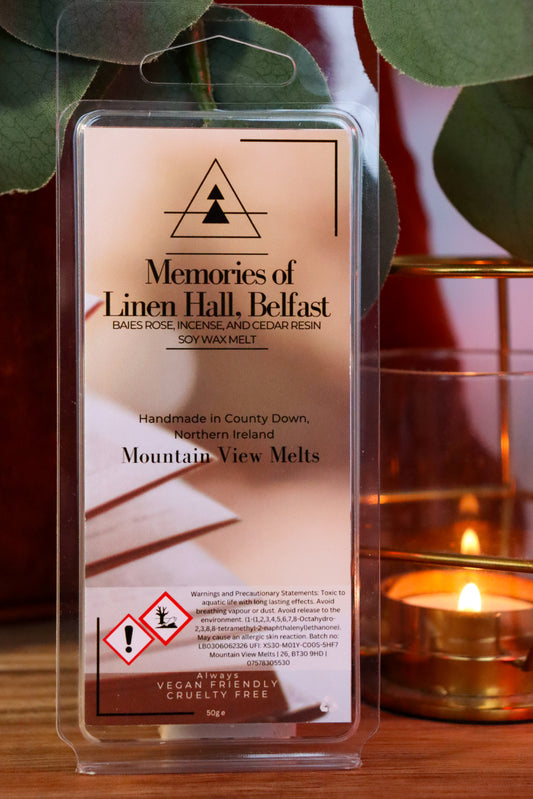 Memories of
Linen Hall, Belfast
BAIES ROSE, INCENSE, AND CEDAR RESIN
SOY WAX MELT
Handmade in County Down,
Northern Ireland
Mountain View Melts
Warnings and Precautionary Statements: Toxic to
aquatic life with long lasting effects. Avoid
breathing vapour or dust. Avoid release to the
environment. (1-(1,2,3,4,5,6,7,8-Octahydro-
2,3,8,8-tetramethyl-2-naphthalenyl)ethanone).
May cause an allergic skin reaction. Batch no:
LB0306062326 UFI: X530-M01Y-C00S-5HF7
Mountain View Melts | 26, BT30 9HD |
07578305530
Always
VEGAN FRIENDLY
CRUELTY FREE
50g e